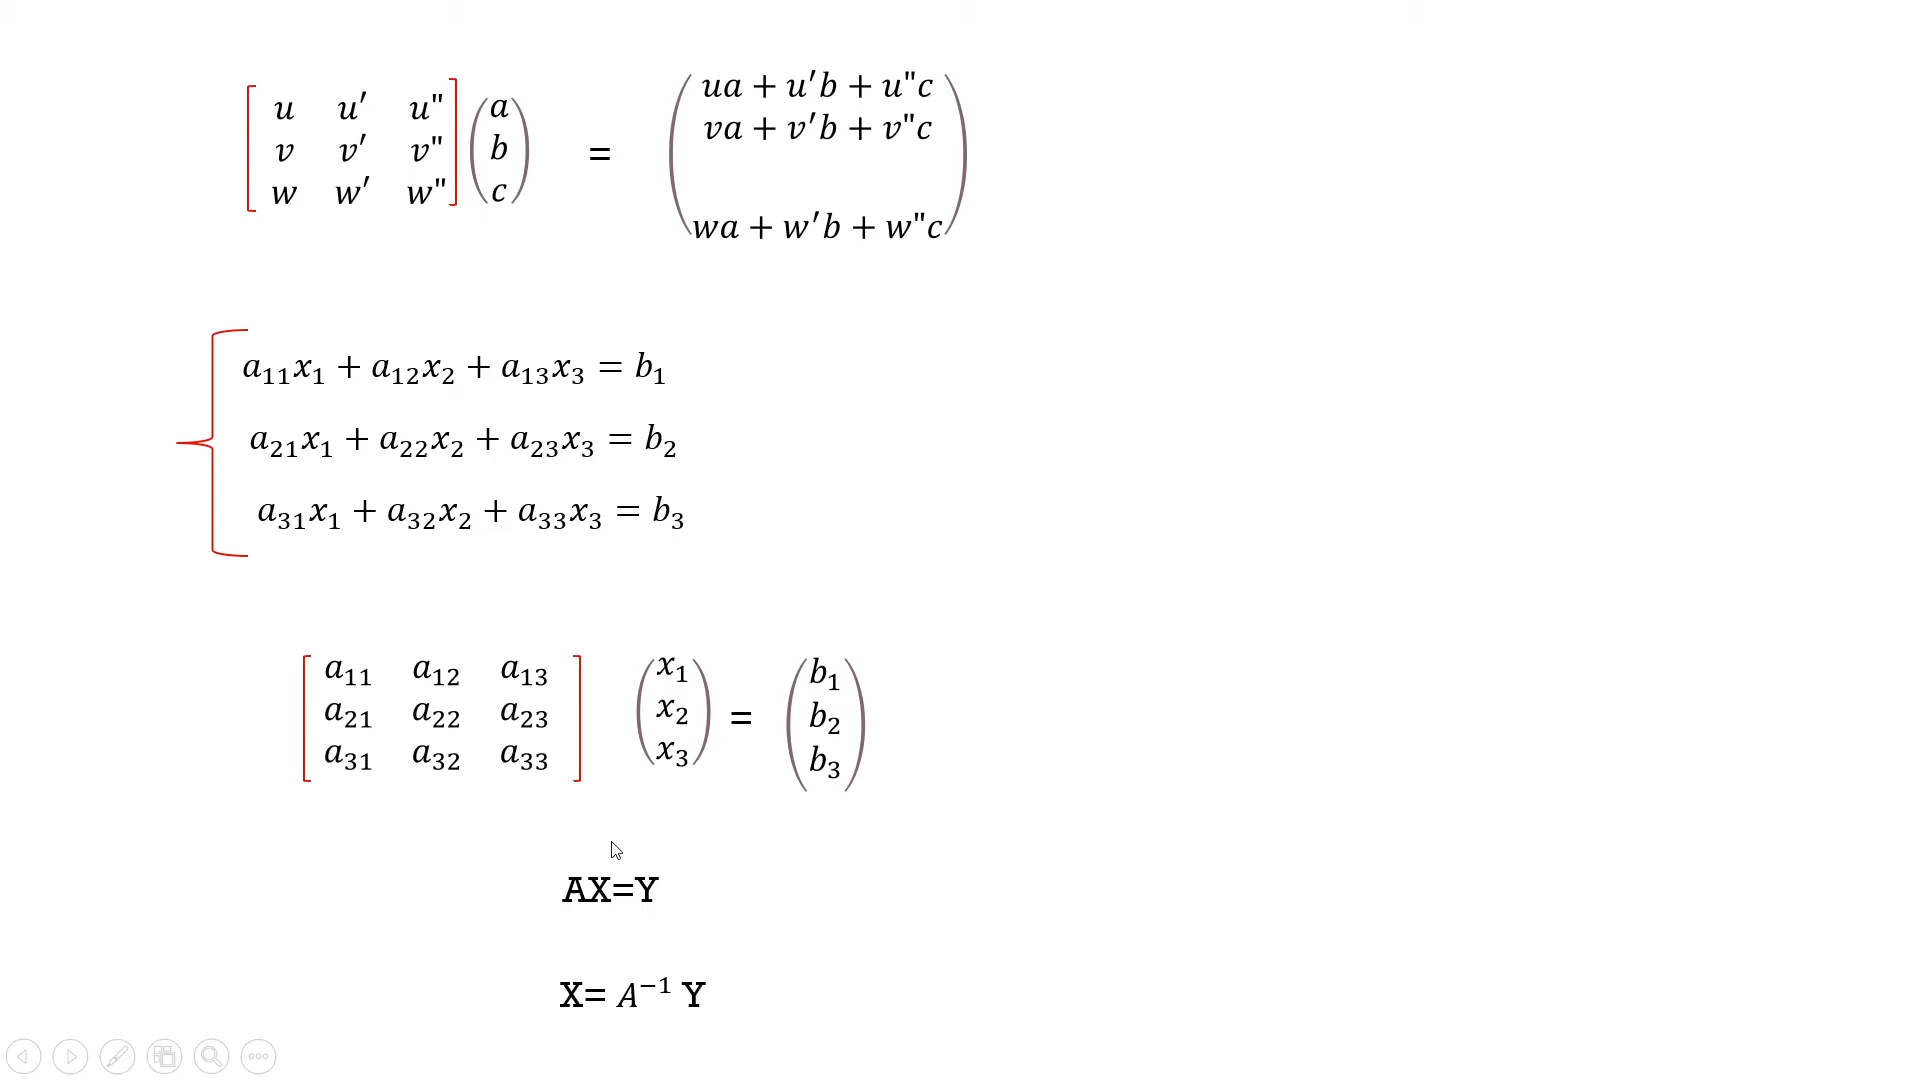 [ u u′ u" ] ( a ) = ( ua + u′b + u"c )
[ v v′ v" ] ( b ) ( va + v′b + v"c )
[ w w′ w" ] ( c ) ( wa + w′b + w"c )
a₁₁x₁ + a₁₂x₂ + a₁₃x₃ = b₁
a₂₁x₁ + a₂₂x₂ + a₂₃x₃ = b₂
a₃₁x₁ + a₃₂x₂ + a₃₃x₃ = b₃
[ a₁₁ a₁₂ a₁₃ ] ( x₁ ) = ( b₁ )
[ a₂₁ a₂₂ a₂₃ ] ( x₂ ) ( b₂ )
[ a₃₁ a₃₂ a₃₃ ] ( x₃ ) ( b₃ )
AX=Y
X= A⁻¹ Y